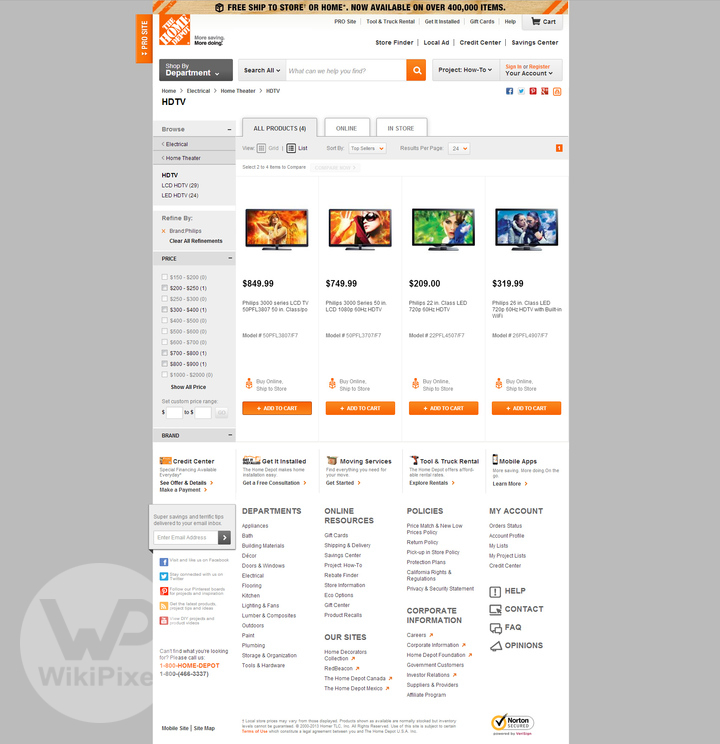 FREE SHIP TO STORE† OR HOME*. NOW AVAILABLE ON OVER 400,000 ITEMS.
PRO SITE
THE HOME DEPOT
More saving.
More doing.
PRO Site | Tool & Truck Rental | Get It Installed | Gift Cards | Help
Cart
Store Finder | Local Ad | Credit Center | Savings Center
Shop By
Department
Search All
What can we help you find?
Project: How-To
Sign In or Register
Your Account
Home > Electrical > Home Theater > HDTV
HDTV
Browse
Electrical
Home Theater
HDTV
LCD HDTV (29)
LED HDTV (24)
Refine By:
X Brand:Philips
Clear All Refinements
PRICE
$150 - $200 (0)
$200 - $250 (1)
$250 - $300 (0)
$300 - $400 (1)
$400 - $500 (0)
$500 - $600 (0)
$600 - $700 (0)
$700 - $800 (1)
$800 - $900 (1)
$1000 - $2000 (0)
Show All Price
Set custom price range:
$ to $ GO
BRAND
ALL PRODUCTS (4)
ONLINE
IN STORE
View: Grid | List
Sort By: Top Sellers
Results Per Page: 24
1
Select 2 to 4 Items to Compare
$849.99
Philips 3000 series LCD TV
50PFL3807 50 in. Class/po
Model # 50PFL3807/F7
Buy Online,
Ship to Store
+ ADD TO CART
$749.99
Philips 3000 Series 50 in.
LCD 1080p 60Hz HDTV
Model # 50PFL3707/F7
Buy Online,
Ship to Store
+ ADD TO CART
$209.00
Philips 22 in. Class LED
720p 60Hz HDTV
Model # 22PFL4507/F7
Buy Online,
Ship to Store
+ ADD TO CART
$319.99
Philips 26 in. Class LED
720p 60Hz HDTV with Built-in
WiFi
Model # 26PFL4907/F7
Buy Online,
Ship to Store
+ ADD TO CART
Credit Center
Special Financing Available
Everyday*
See Offer & Details >
Make a Payment >
Get It Installed
The Home Depot makes home
installation easy.
Get a Free Consultation >
Moving Services
Find everything you need for
your move.
Get Started >
Tool & Truck Rental
The Home Depot offers afford-
able rental rates.
Explore Rentals >
Mobile Apps
More saving. More doing On the
go.
Learn More >
Super savings and terrific tips
delivered to your email inbox.
Enter Email Address
Visit and like us on Facebook
Stay connected with us on
Twitter
Follow our Pinterest boards
for projects and inspiration
Get the latest products,
project tips and ideas
View DIY projects and
product videos
Can't find what you're looking
for? Please call us:
1-800-HOME-DEPOT
1-800-(466-3337)
Mobile Site | Site Map
DEPARTMENTS
Appliances
Bath
Building Materials
Décor
Doors & Windows
Electrical
Flooring
Kitchen
Lighting & Fans
Lumber & Composites
Outdoors
Paint
Plumbing
Storage & Organization
Tools & Hardware
ONLINE
RESOURCES
Gift Cards
Shipping & Delivery
Savings Center
Project: How-To
Rebate Finder
Store Information
Eco Options
Gift Center
Product Recalls
OUR SITES
Home Decorators
Collection
RedBeacon
The Home Depot Canada
The Home Depot Mexico
POLICIES
Price Match & New Low
Prices Policy
Return Policy
Pick-up in Store Policy
Protection Plans
California Rights &
Regulations
Privacy & Security Statement
CORPORATE
INFORMATION
Careers
Corporate Information
Home Depot Foundation
Government Customers
Investor Relations
Suppliers & Providers
Affiliate Program
MY ACCOUNT
Orders Status
Account Profile
My Lists
My Project Lists
Credit Center
HELP
CONTACT
FAQ
OPINIONS
† Local store prices may vary from those displayed. Products shown as available are normally stocked but inventory
levels cannot be guaranteed. © 2000-2013 Homer TLC, Inc. All Rights Reserved. Use of this site is subject to certain
Terms of Use which constitute a legal agreement between you and The Home Depot U.S.A. Inc.
Norton
SECURED
powered by VeriSign
WikiPixe